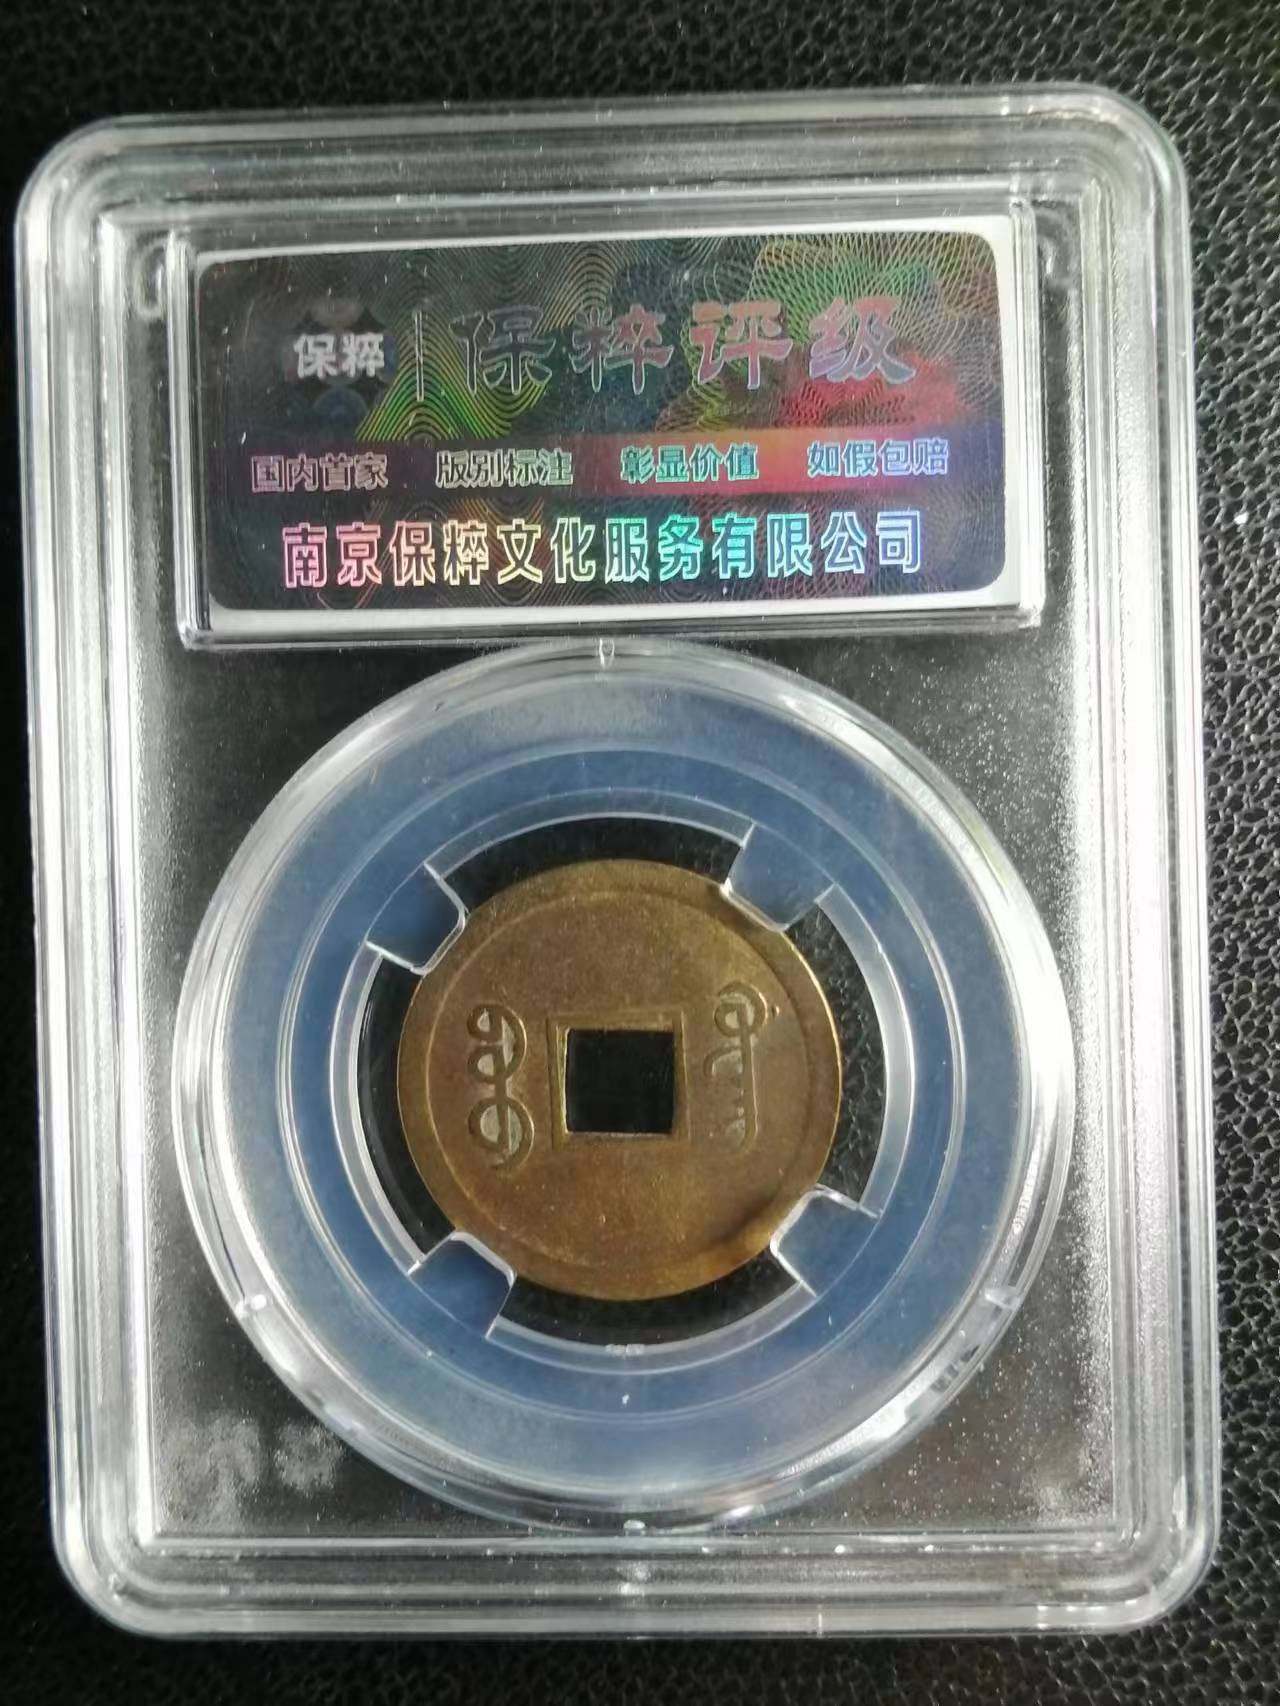 保粹 保粹评级
国内首家 版别标注 彰显价值 如假包赔
南京保粹文化服务有限公司